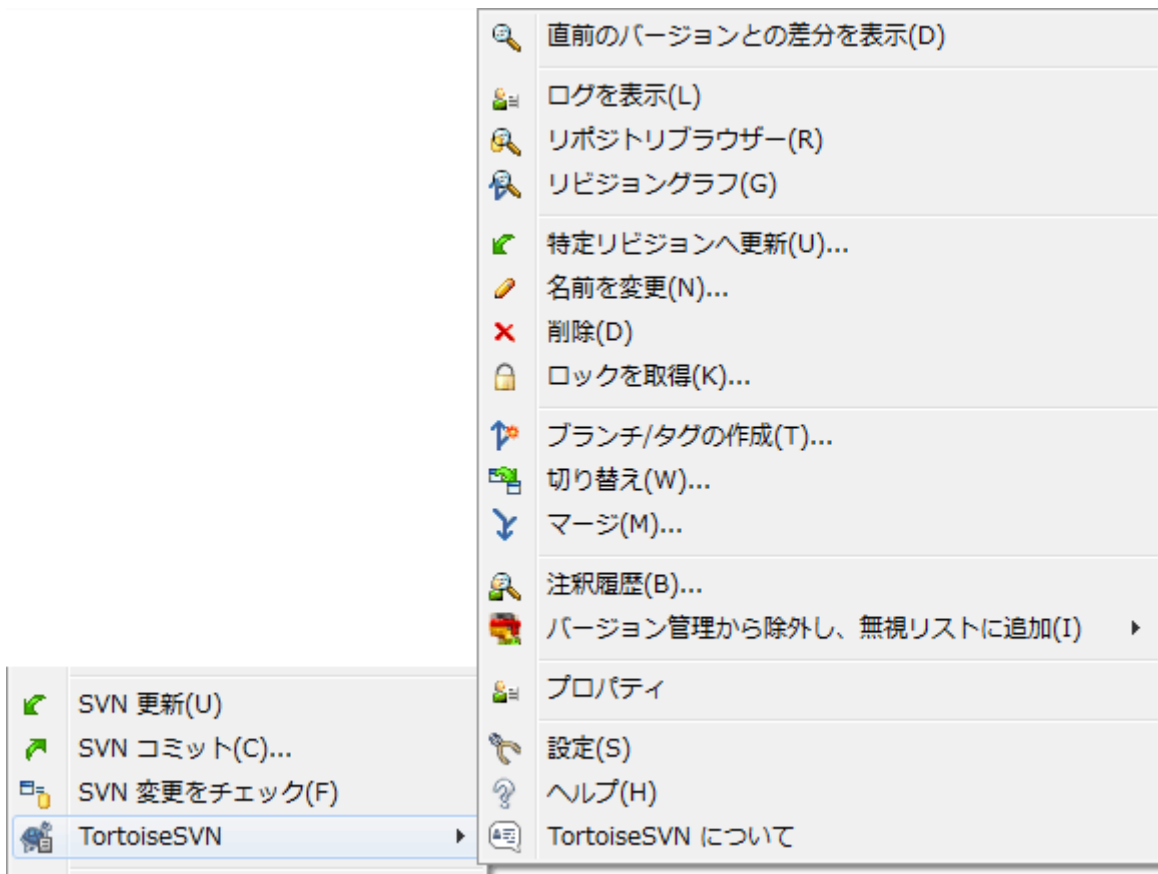 直前のバージョンとの差分を表示(D)
ログを表示(L)
リポジトリブラウザー(R)
リビジョングラフ(G)
特定リビジョンへ更新(U)...
名前を変更(N)...
削除(D)
ロックを取得(K)...
ブランチ/タグの作成(T)...
切り替え(W)...
マージ(M)...
注釈履歴(B)...
バージョン管理から除外し、無視リストに追加(I)
プロパティ
設定(S)
ヘルプ(H)
TortoiseSVN について
SVN 更新(U)
SVN コミット(C)...
SVN 変更をチェック(F)
TortoiseSVN